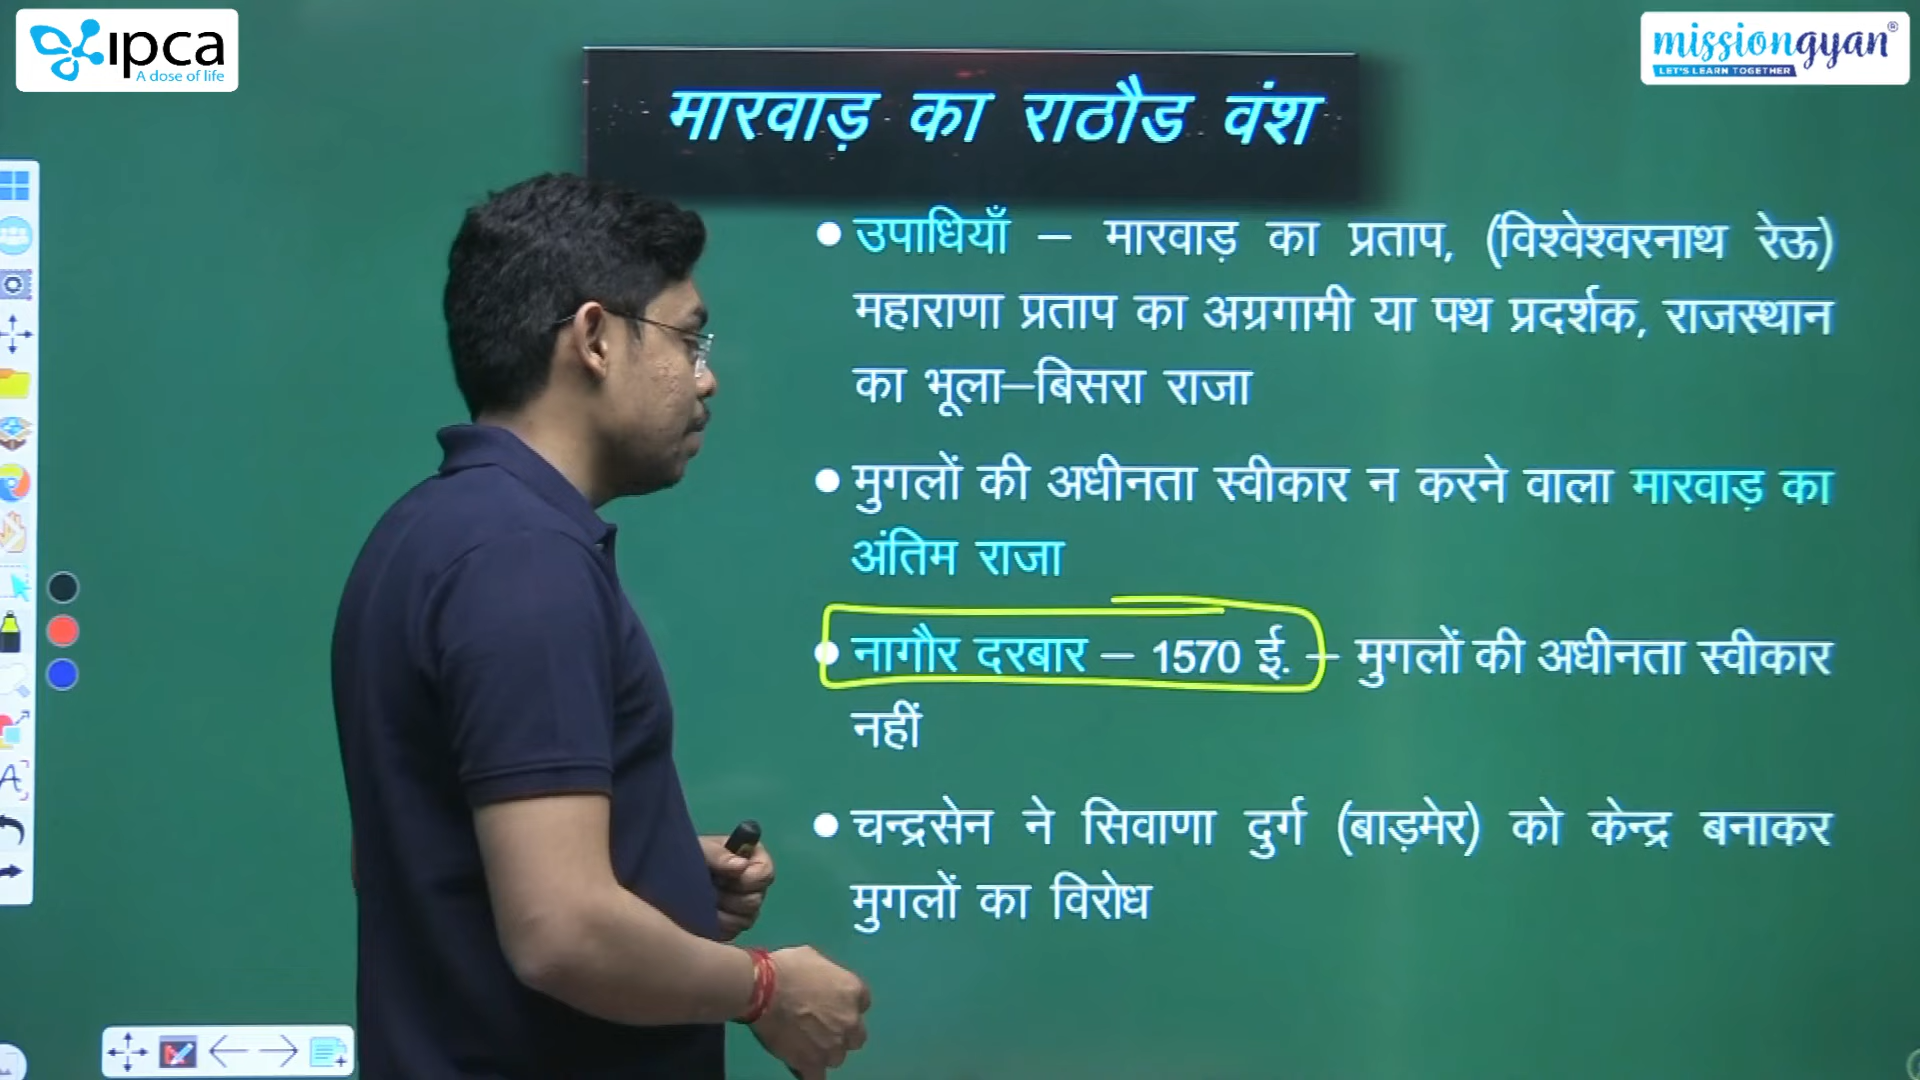 ipca
A dose of life
missiongyan®
LET'S LEARN TOGETHER
मारवाड़ का राठौड वंश
• उपाधियाँ – मारवाड़ का प्रताप, (विश्वेश्वरनाथ रेऊ)
महाराणा प्रताप का अग्रगामी या पथ प्रदर्शक, राजस्थान
का भूला–बिसरा राजा
• मुगलों की अधीनता स्वीकार न करने वाला मारवाड़ का
अंतिम राजा
• नागौर दरबार – 1570 ई. – मुगलों की अधीनता स्वीकार
नहीं
• चन्द्रसेन ने सिवाणा दुर्ग (बाड़मेर) को केन्द्र बनाकर
मुगलों का विरोध